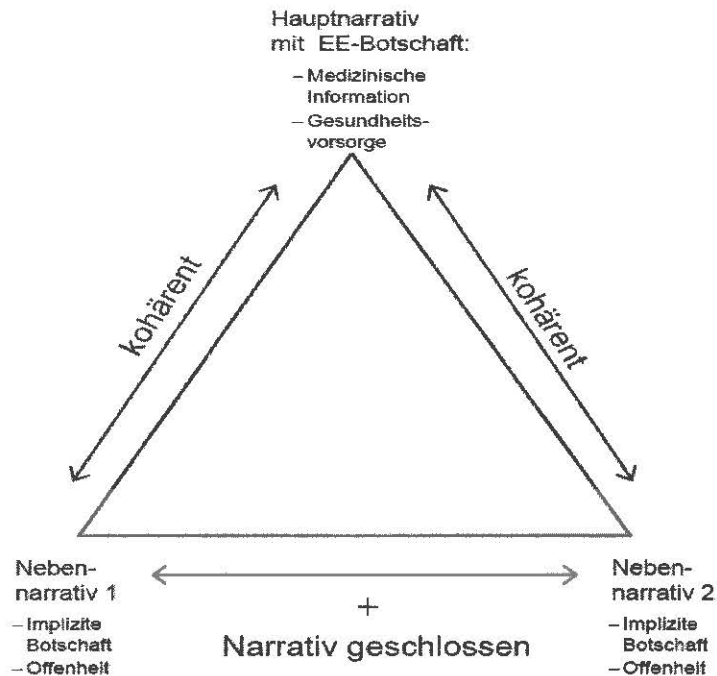 Hauptnarrativ
mit EE-Botschaft:
– Medizinische
Information
– Gesundheits-
vorsorge
kohärent
kohärent
Neben-
narrativ 1
– Implizite
Botschaft
– Offenheit
+
Narrativ geschlossen
Neben-
narrativ 2
– Implizite
Botschaft
– Offenheit